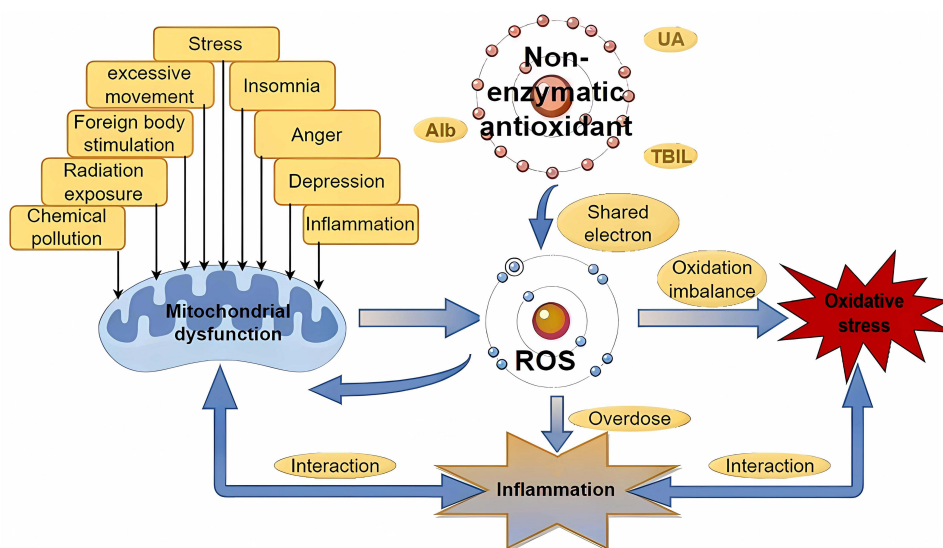 Stress
excessive
movement
Insomnia
Foreign body
stimulation
Anger
Radiation
exposure
Depression
Chemical
pollution
Inflammation
Mitochondrial
dysfunction
Non-
enzymatic
antioxidant
UA
Alb
TBIL
Shared
electron
ROS
Oxidation
imbalance
Oxidative
stress
Overdose
Inflammation
Interaction
Interaction